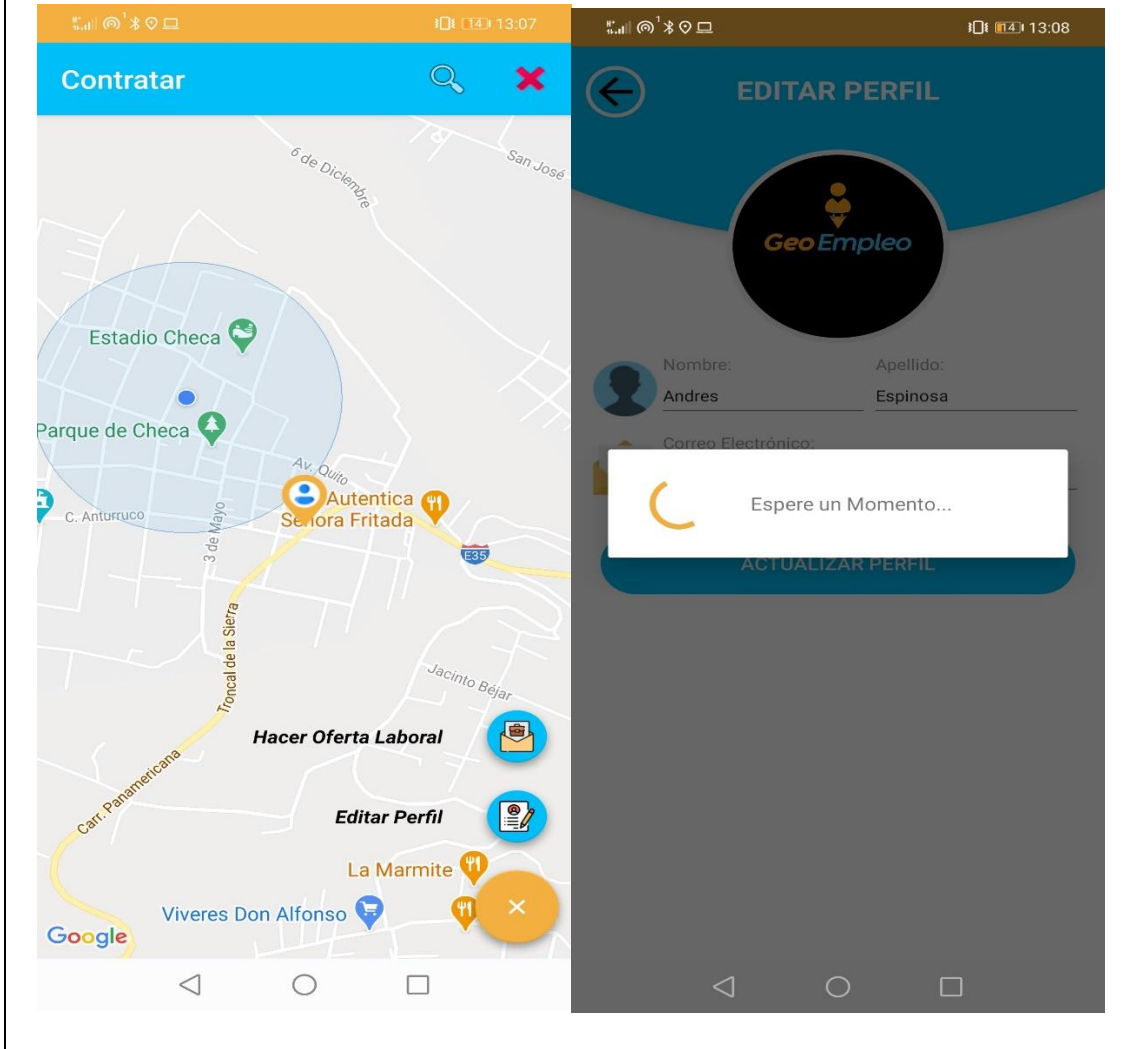 14 13:07
Contratar
6 de Diciembre
San José
Estadio Checa
Parque de Checa
Av. Quito
Autentica
Señora Fritada
C. Anturruco
3 de Mayo
E35
Troncal de la Sierra
Jacinto Béjar
Hacer Oferta Laboral
Carr. Panamericana
Editar Perfil
La Marmite
Viveres Don Alfonso
Google
14 13:08
EDITAR PERFIL
GeoEmpleo
Nombre: Apellido:
Andres Espinosa
Correo Electrónico:
Espere un Momento...
ACTUALIZAR PERFIL